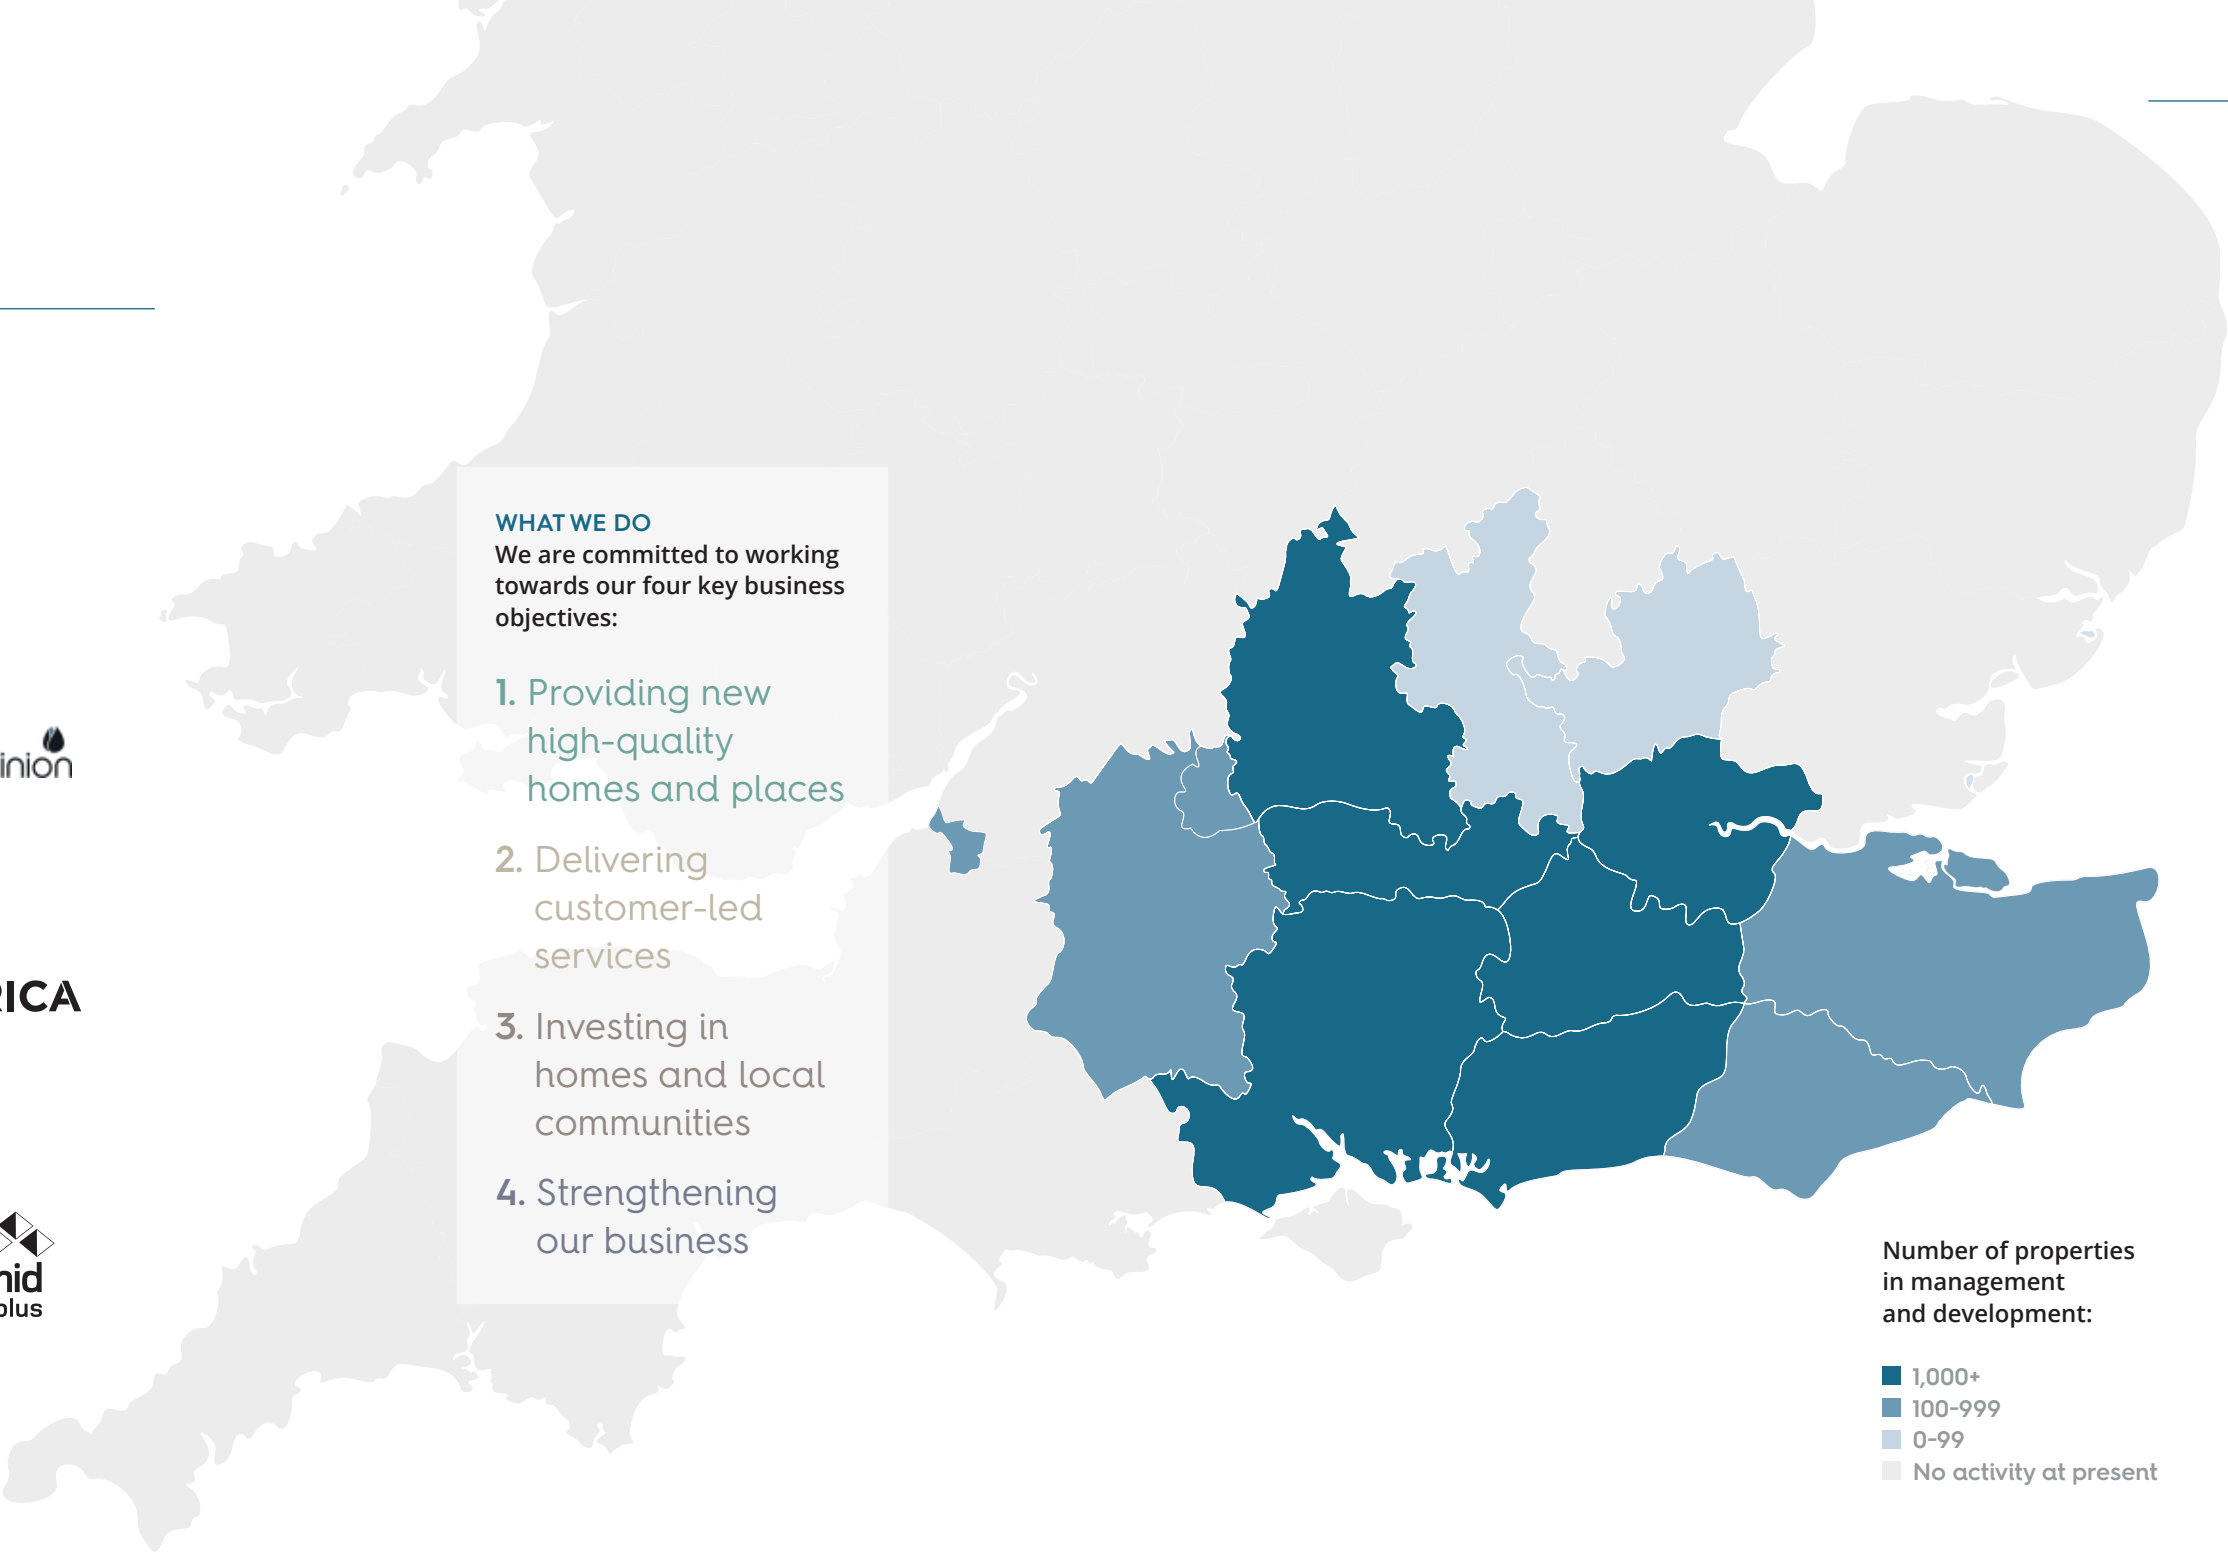 WHAT WE DO
We are committed to working
towards our four key business
objectives:
1. Providing new
high-quality
homes and places
2. Delivering
customer-led
services
3. Investing in
homes and local
communities
4. Strengthening
our business
inion
RICA
mid
plus
Number of properties
in management
and development:
1,000+
100-999
0-99
No activity at present